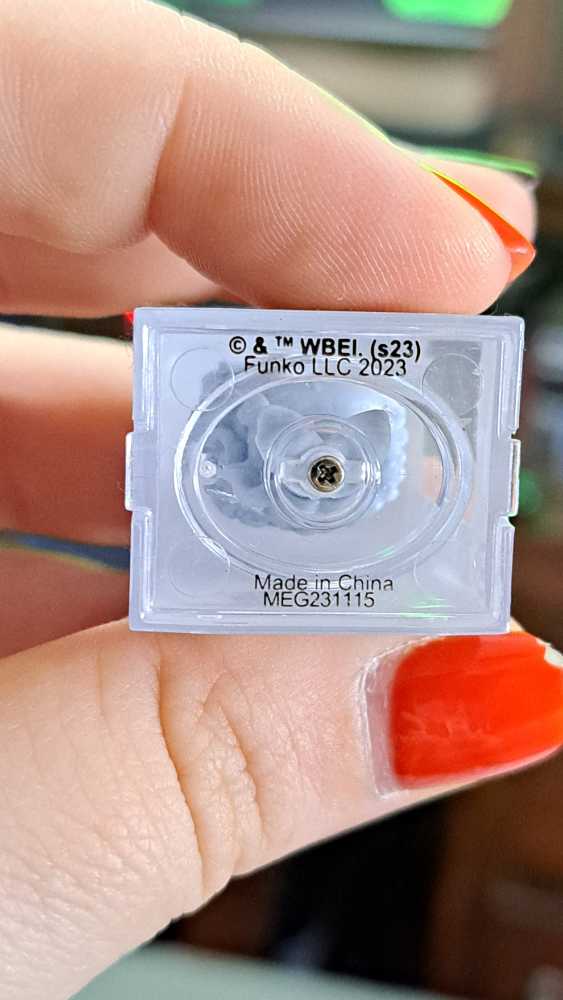 © & ™ WBEI. (s23)
Funko LLC 2023
Made in China
MEG231115